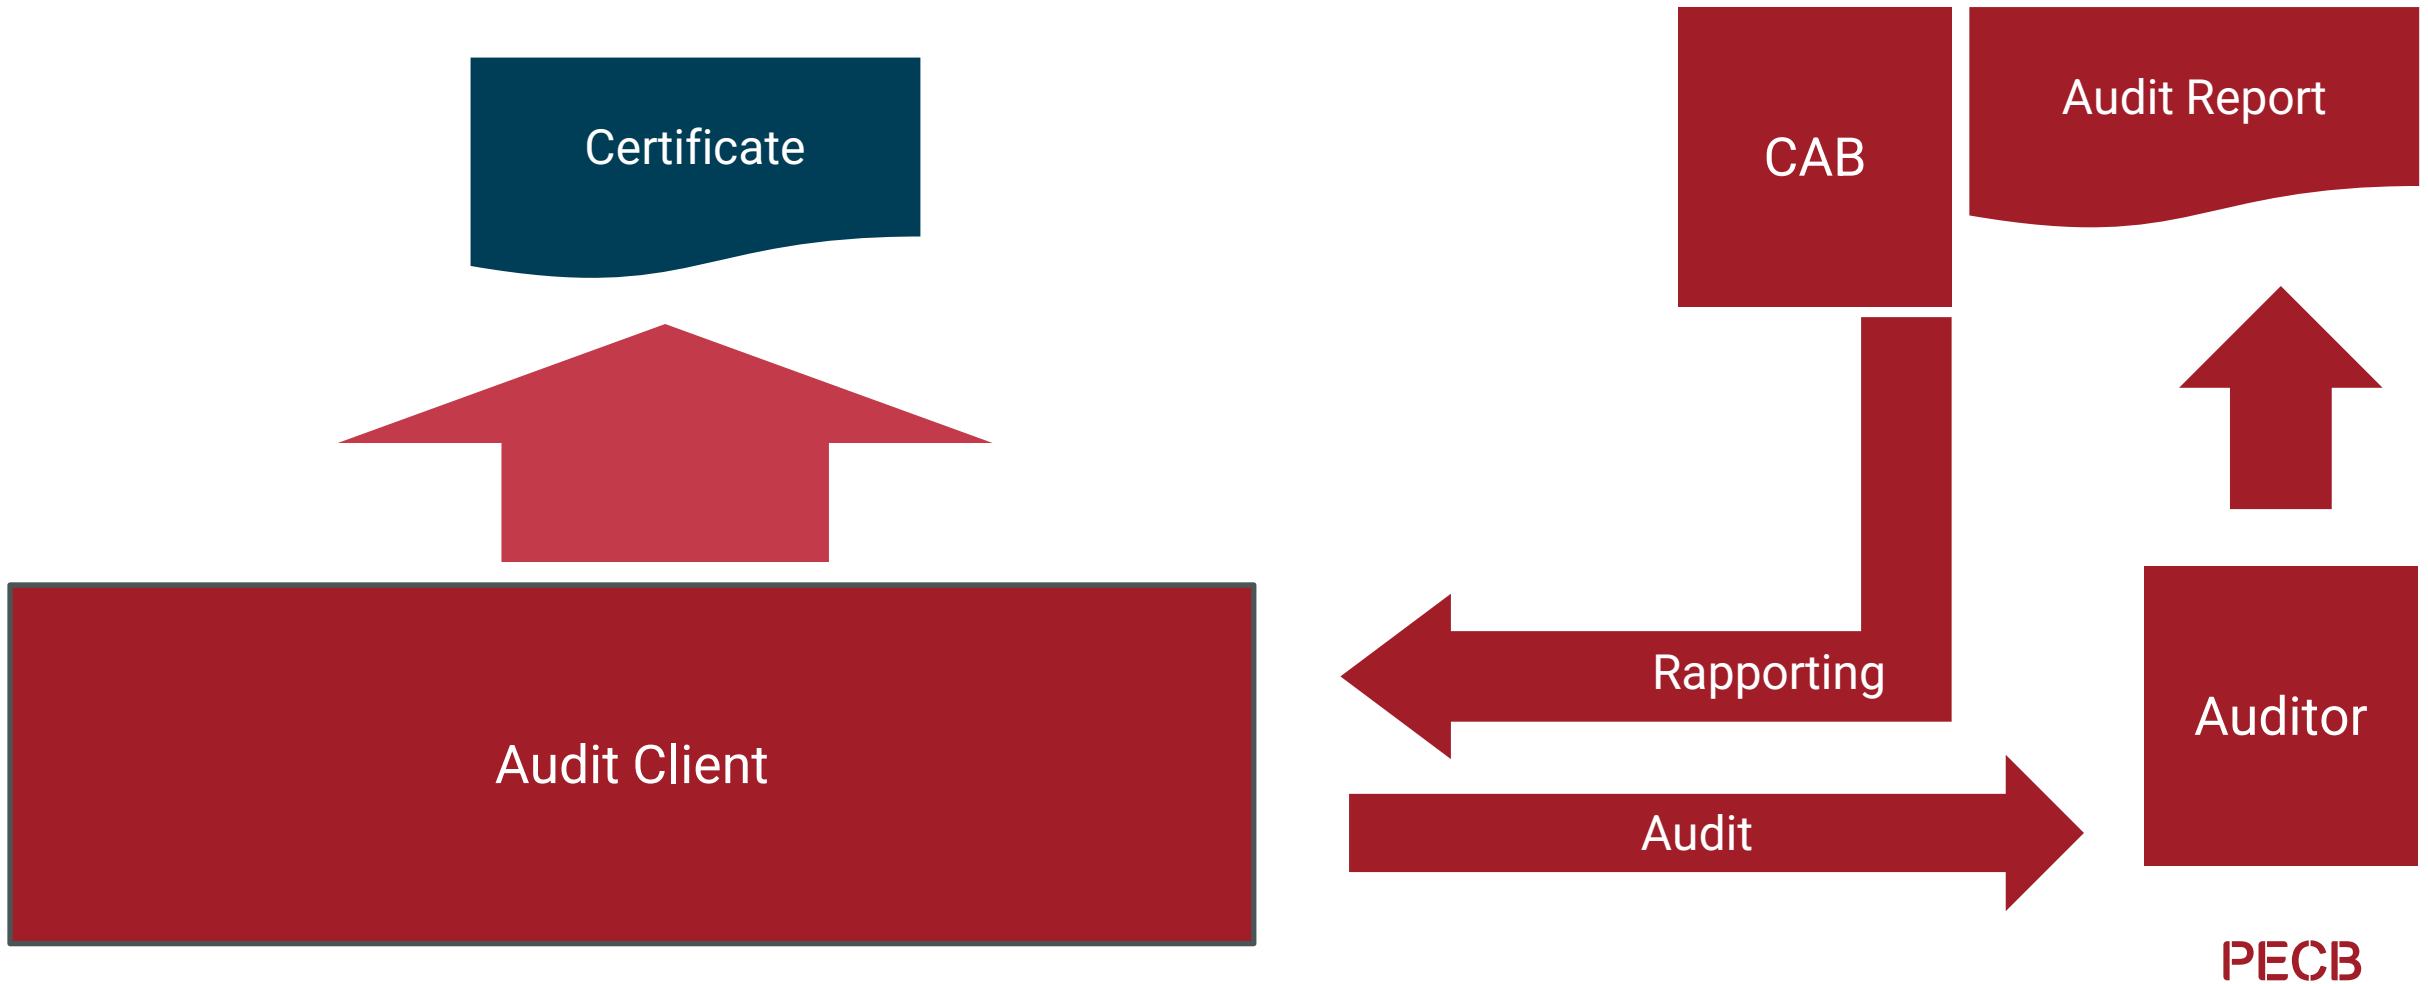 Certificate
CAB
Audit Report
Rapporting
Audit Client
Auditor
Audit
PECB